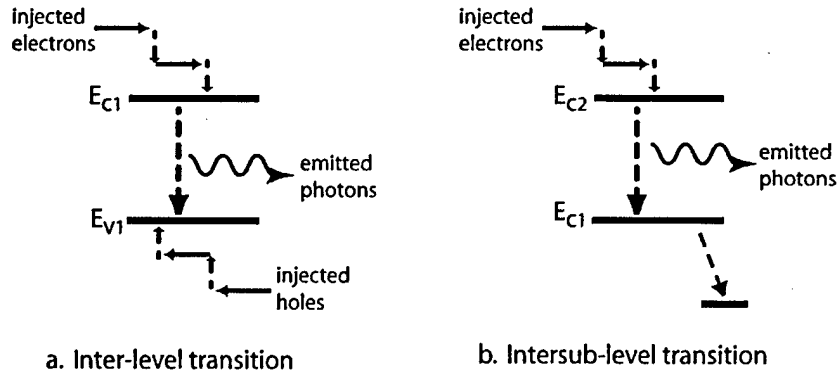 injected
electrons
E_C1
emitted
photons
E_V1
injected
holes
a. Inter-level transition
injected
electrons
E_C2
emitted
photons
E_C1
b. Intersub-level transition